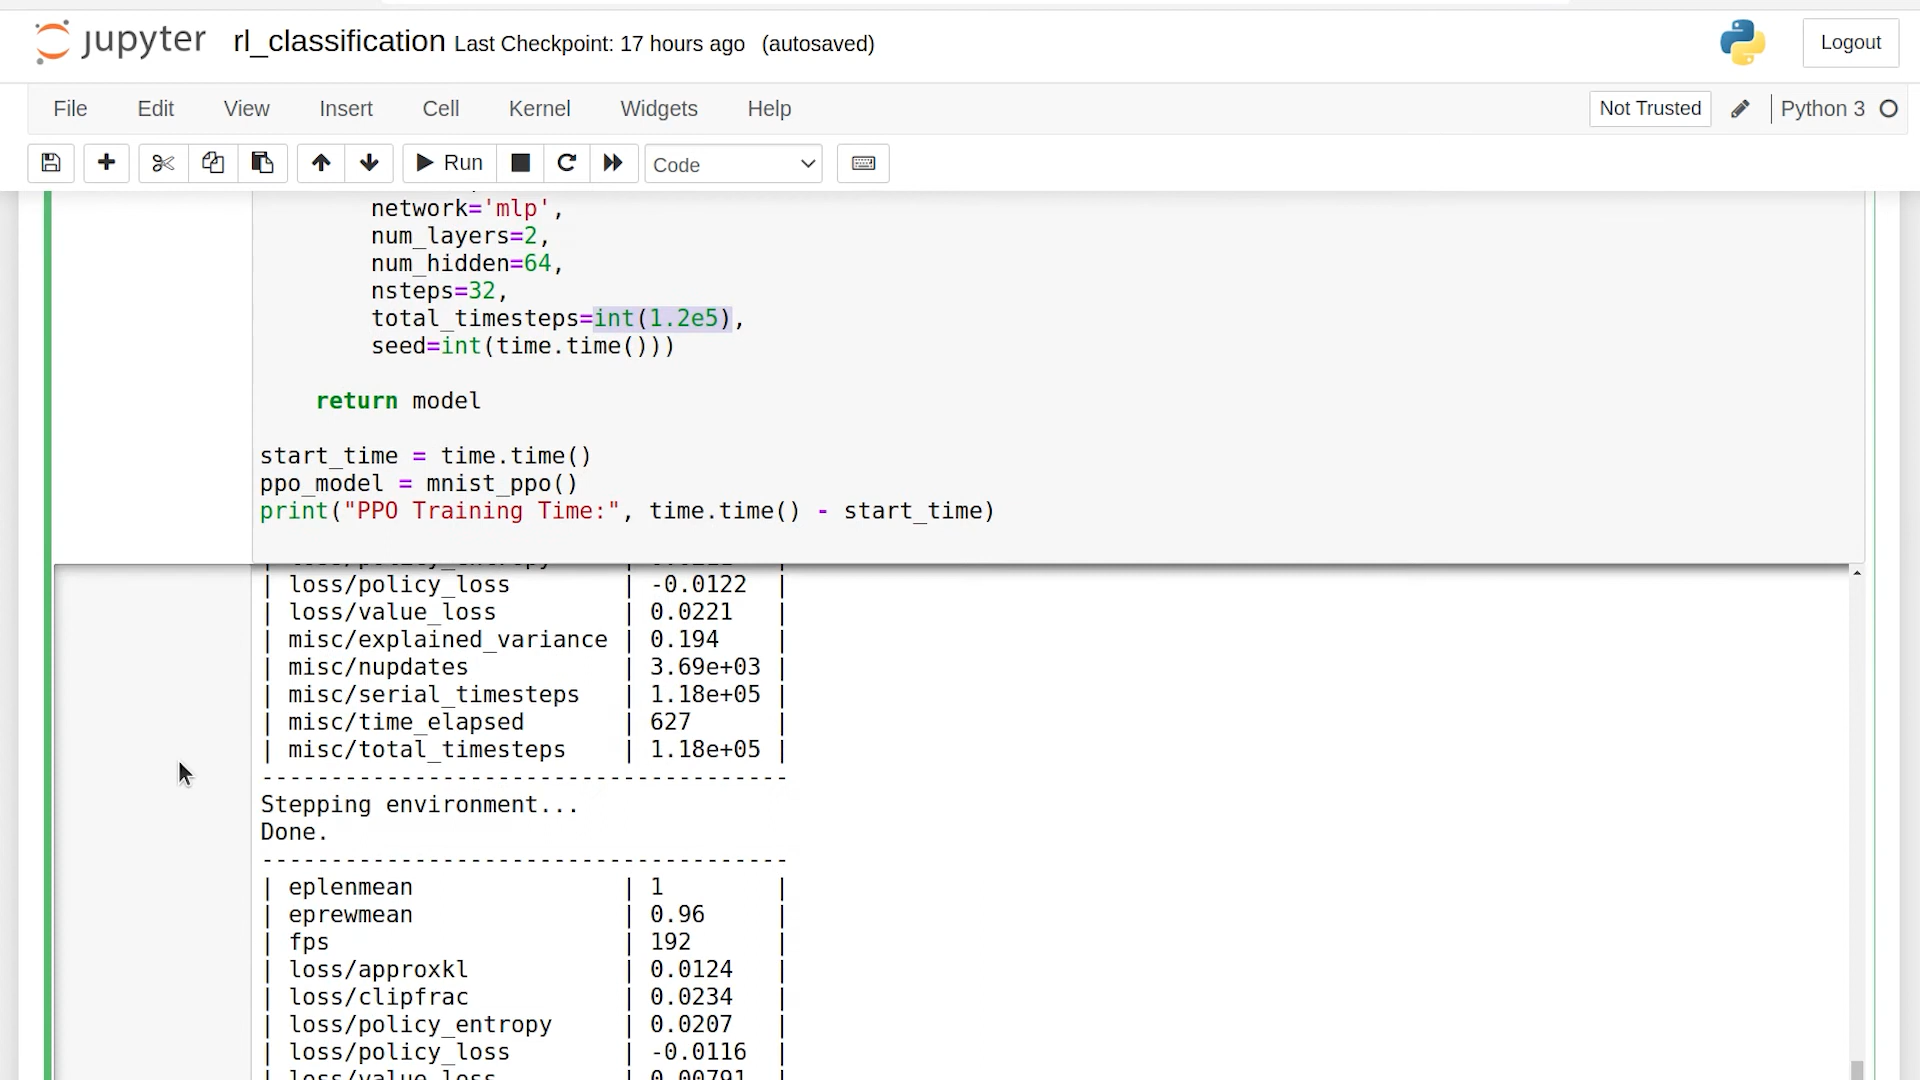 jupyter rl_classification Last Checkpoint: 17 hours ago (autosaved) Logout
File Edit View Insert Cell Kernel Widgets Help Not Trusted Python 3
Run Code
network='mlp',
num_layers=2,
num_hidden=64,
nsteps=32,
total_timesteps=int(1.2e5),
seed=int(time.time()))
return model
start_time = time.time()
ppo_model = mnist_ppo()
print("PPO Training Time:", time.time() - start_time)
| loss/policy_loss | -0.0122 |
| loss/value_loss | 0.0221 |
| misc/explained_variance | 0.194 |
| misc/nupdates | 3.69e+03 |
| misc/serial_timesteps | 1.18e+05 |
| misc/time_elapsed | 627 |
| misc/total_timesteps | 1.18e+05 |
--------------------------------------
Stepping environment...
Done.
--------------------------------------
| eplenmean | 1 |
| eprewmean | 0.96 |
| fps | 192 |
| loss/approxkl | 0.0124 |
| loss/clipfrac | 0.0234 |
| loss/policy_entropy | 0.0207 |
| loss/policy_loss | -0.0116 |
| loss/value_loss | 0.00791 |